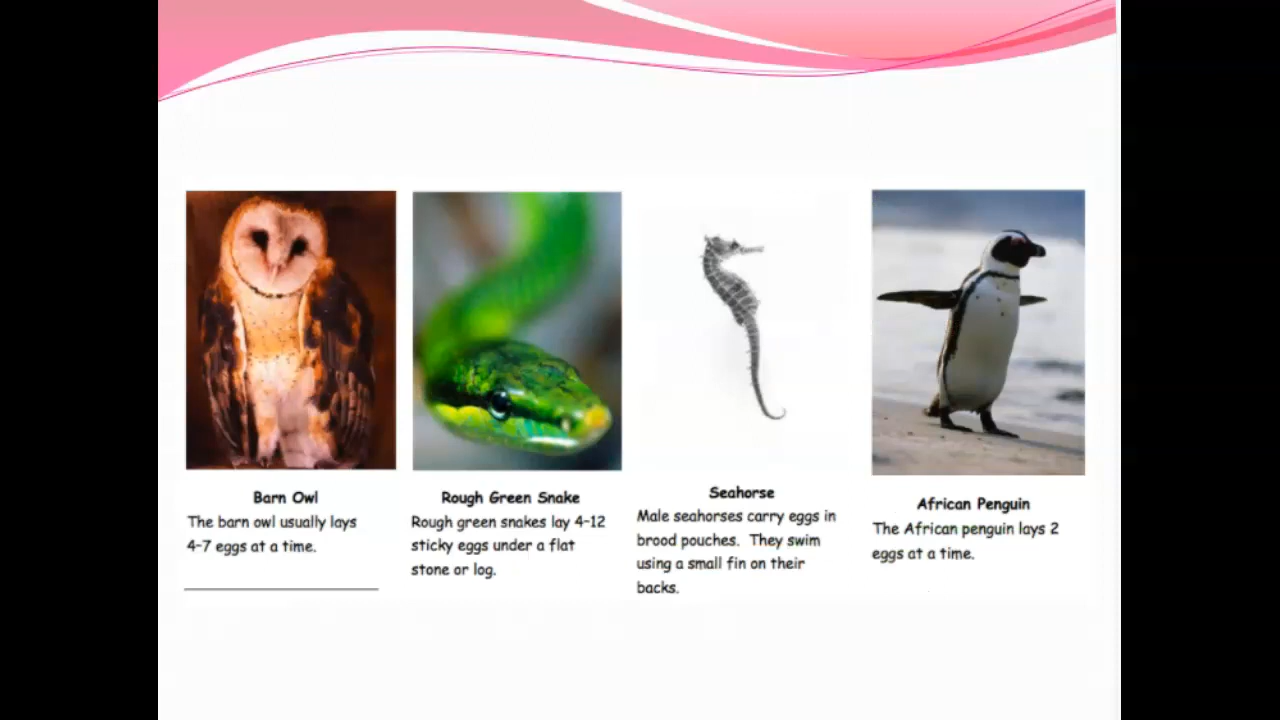 Barn Owl
The barn owl usually lays
4-7 eggs at a time.
Rough Green Snake
Rough green snakes lay 4-12
sticky eggs under a flat
stone or log.
Seahorse
Male seahorses carry eggs in
brood pouches. They swim
using a small fin on their
backs.
African Penguin
The African penguin lays 2
eggs at a time.